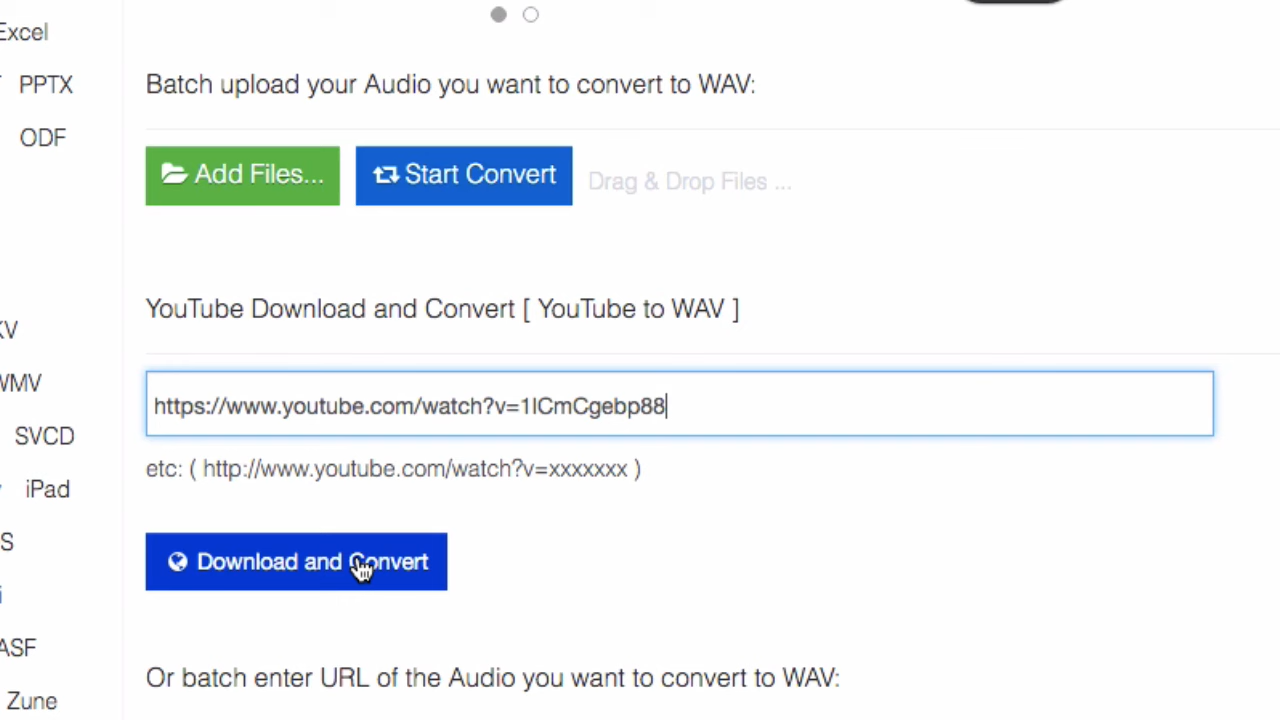 Excel
PPTX
ODF
KV
WMV
SVCD
iPad
S
i
ASF
Zune
Batch upload your Audio you want to convert to WAV:
Add Files...
Start Convert
Drag & Drop Files ...
YouTube Download and Convert [ YouTube to WAV ]
https://www.youtube.com/watch?v=1lCmCgebp88
etc: ( http://www.youtube.com/watch?v=xxxxxxx )
Download and Convert
Or batch enter URL of the Audio you want to convert to WAV: